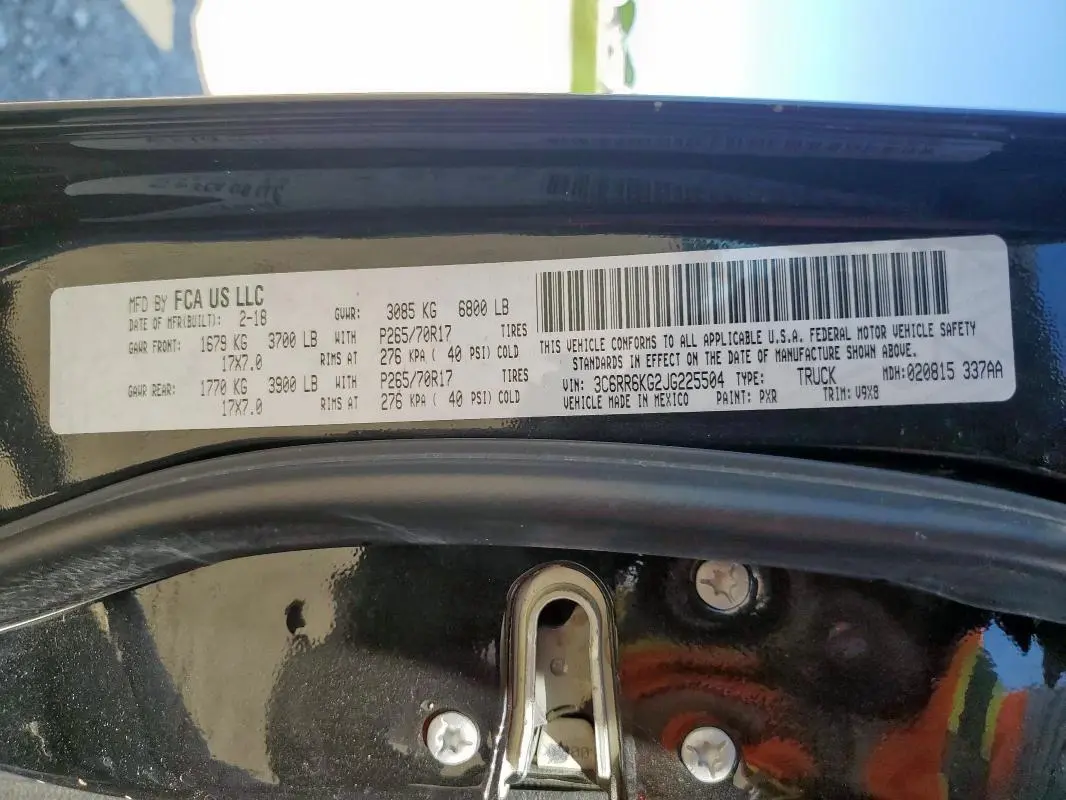 MFD BY FCA US LLC
DATE OF MFR(BUILT): 2-18 GVWR: 3085 KG 6800 LB
GAWR FRONT: 1679 KG 3700 LB WITH P265/70R17 TIRES
17X7.0 RIMS AT 276 KPA ( 40 PSI) COLD
GAWR REAR: 1770 KG 3900 LB WITH P265/70R17 TIRES
17X7.0 RIMS AT 276 KPA ( 40 PSI) COLD
THIS VEHICLE CONFORMS TO ALL APPLICABLE U.S.A. FEDERAL MOTOR VEHICLE SAFETY
STANDARDS IN EFFECT ON THE DATE OF MANUFACTURE SHOWN ABOVE.
VIN: 3C6RR6KG2JG225504 TYPE: TRUCK MDH: 020815 337AA
VEHICLE MADE IN MEXICO PAINT: PXR TRIM: V9X8